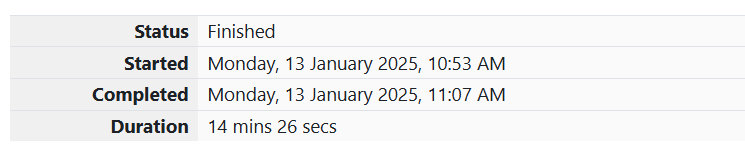 Status Finished
Started Monday, 13 January 2025, 10:53 AM
Completed Monday, 13 January 2025, 11:07 AM
Duration 14 mins 26 secs